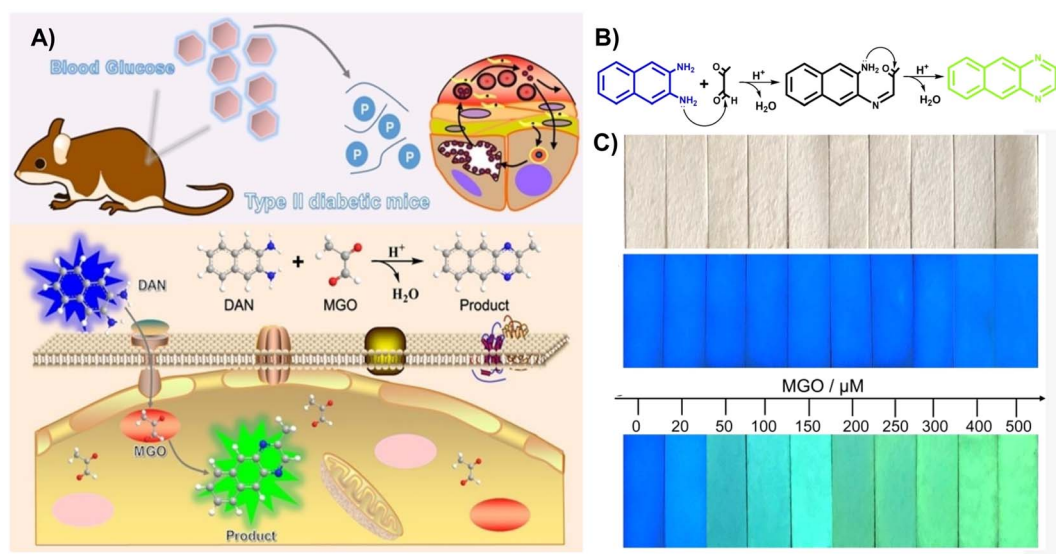 A)
Blood Glucose
P
P
P
P
Type II diabetic mice
DAN
DAN
+
MGO
H⁺
H₂O
Product
MGO
Product
B)
NH₂
NH₂
+
O
O
H
H⁺
H₂O
NH₂
O
N
H⁺
H₂O
N
N
C)
MGO / μM
0 20 50 100 150 200 250 300 400 500